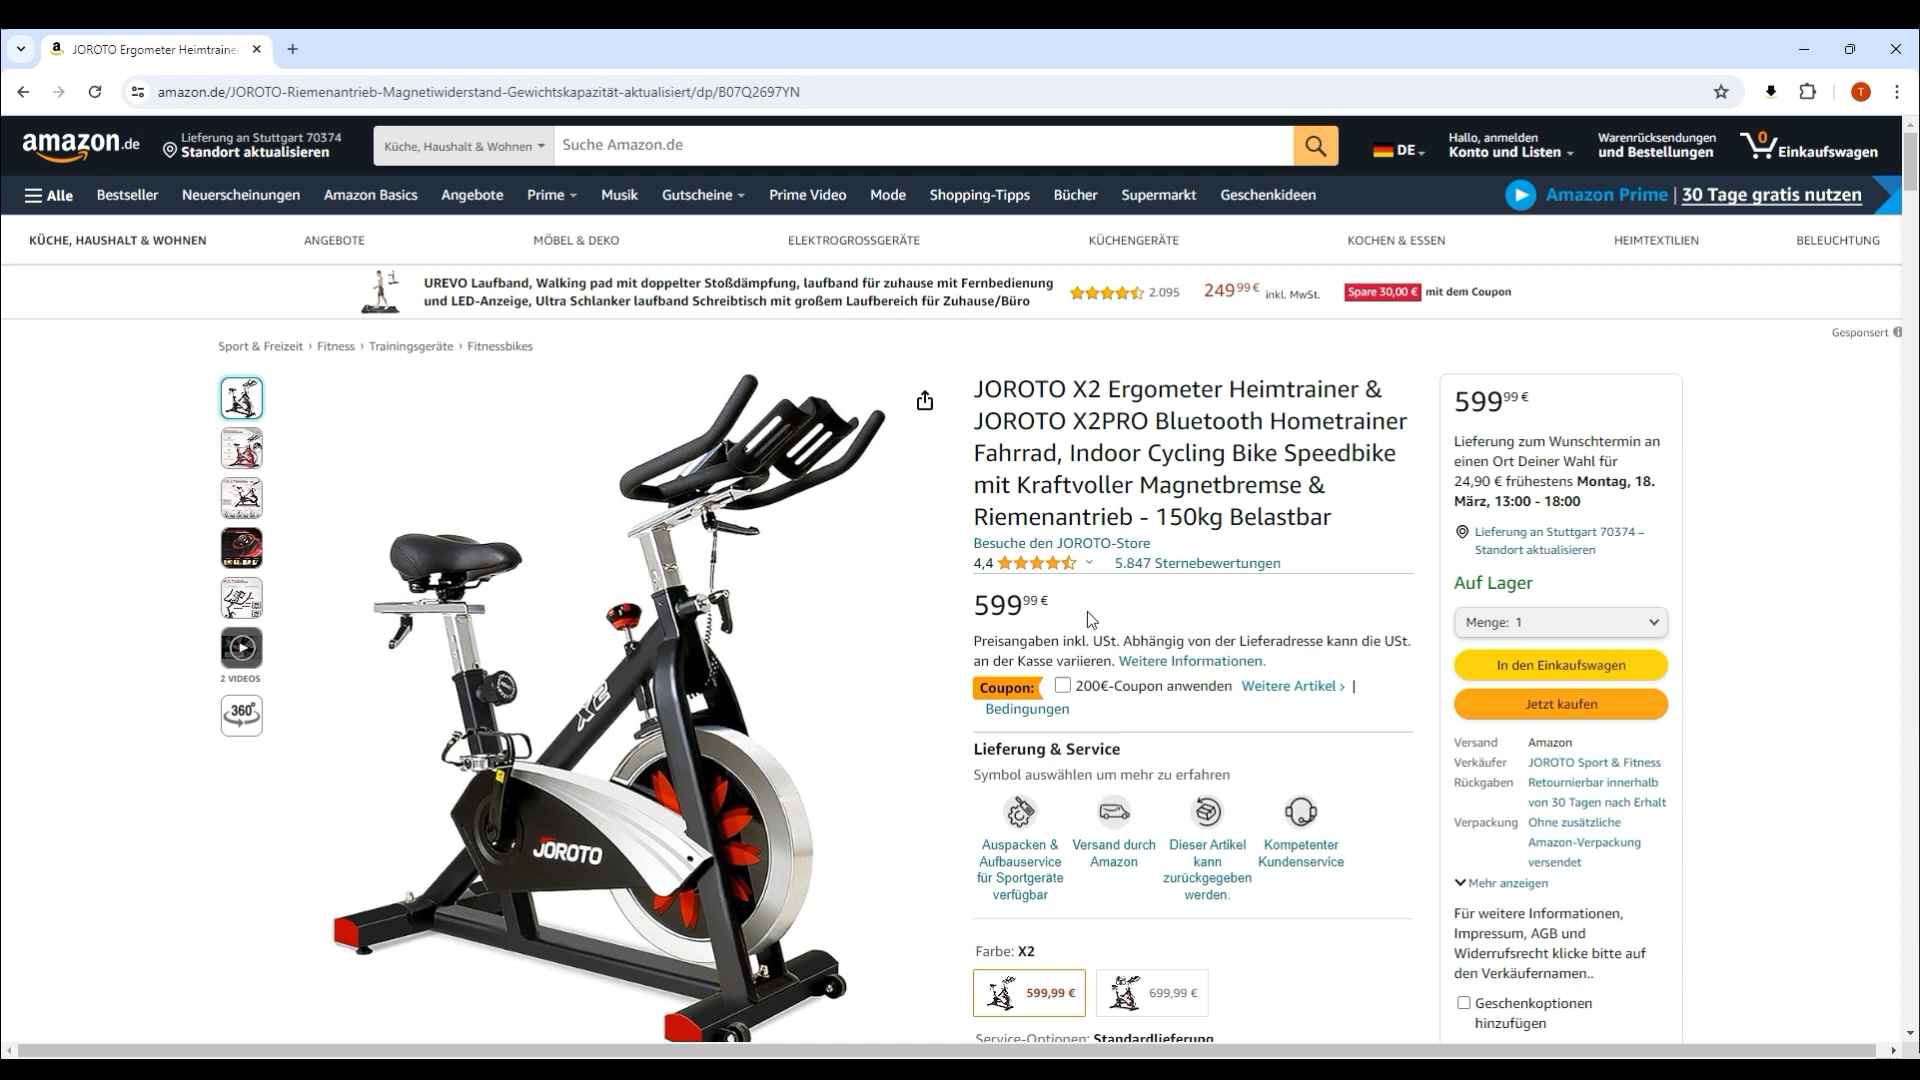 JOROTO Ergometer Heimtraine
amazon.de/JOROTO-Riemenantrieb-Magnetiwiderstand-Gewichtskapazität-aktualisiert/dp/B07Q2697YN
T
amazon.de
Lieferung an Stuttgart 70374
Standort aktualisieren
Küche, Haushalt & Wohnen
Suche Amazon.de
DE
Hallo, anmelden
Konto und Listen
Warenrücksendungen
und Bestellungen
0
Einkaufswagen
Alle
Bestseller
Neuerscheinungen
Amazon Basics
Angebote
Prime
Musik
Gutscheine
Prime Video
Mode
Shopping-Tipps
Bücher
Supermarkt
Geschenkideen
Amazon Prime | 30 Tage gratis nutzen
KÜCHE, HAUSHALT & WOHNEN
ANGEBOTE
MÖBEL & DEKO
ELEKTROGROSSGERÄTE
KÜCHENGERÄTE
KOCHEN & ESSEN
HEIMTEXTILIEN
BELEUCHTUNG
UREVO Laufband, Walking pad mit doppelter Stoßdämpfung, laufband für zuhause mit Fernbedienung
und LED-Anzeige, Ultra Schlanker laufband Schreibtisch mit großem Laufbereich für Zuhause/Büro
2.095
249 99 € inkl. MwSt.
Spare 30,00 € mit dem Coupon
Gesponsert
Sport & Freizeit › Fitness › Trainingsgeräte › Fitnessbikes
2 VIDEOS
360°
X2
JOROTO
JOROTO X2 Ergometer Heimtrainer &
JOROTO X2PRO Bluetooth Hometrainer
Fahrrad, Indoor Cycling Bike Speedbike
mit Kraftvoller Magnetbremse &
Riemenantrieb - 150kg Belastbar
Besuche den JOROTO-Store
4,4
5.847 Sternebewertungen
599 99 €
Preisangaben inkl. USt. Abhängig von der Lieferadresse kann die USt.
an der Kasse variieren. Weitere Informationen.
Coupon: 200€-Coupon anwenden Weitere Artikel › |
Bedingungen
Lieferung & Service
Symbol auswählen um mehr zu erfahren
Auspacken &
Aufbauservice
für Sportgeräte
verfügbar
Versand durch
Amazon
Dieser Artikel
kann
zurückgegeben
werden.
Kompetenter
Kundenservice
Farbe: X2
599,99 €
699,99 €
Service-Optionen: Standardlieferung
599 99 €
Lieferung zum Wunschtermin an
einen Ort Deiner Wahl für
24,90 € frühestens Montag, 18.
März, 13:00 - 18:00
Lieferung an Stuttgart 70374 –
Standort aktualisieren
Auf Lager
Menge: 1
In den Einkaufswagen
Jetzt kaufen
Versand Amazon
Verkäufer JOROTO Sport & Fitness
Rückgaben Retournierbar innerhalb
von 30 Tagen nach Erhalt
Verpackung Ohne zusätzliche
Amazon-Verpackung
versendet
Mehr anzeigen
Für weitere Informationen,
Impressum, AGB und
Widerrufsrecht klicke bitte auf
den Verkäufernamen..
Geschenkoptionen
hinzufügen